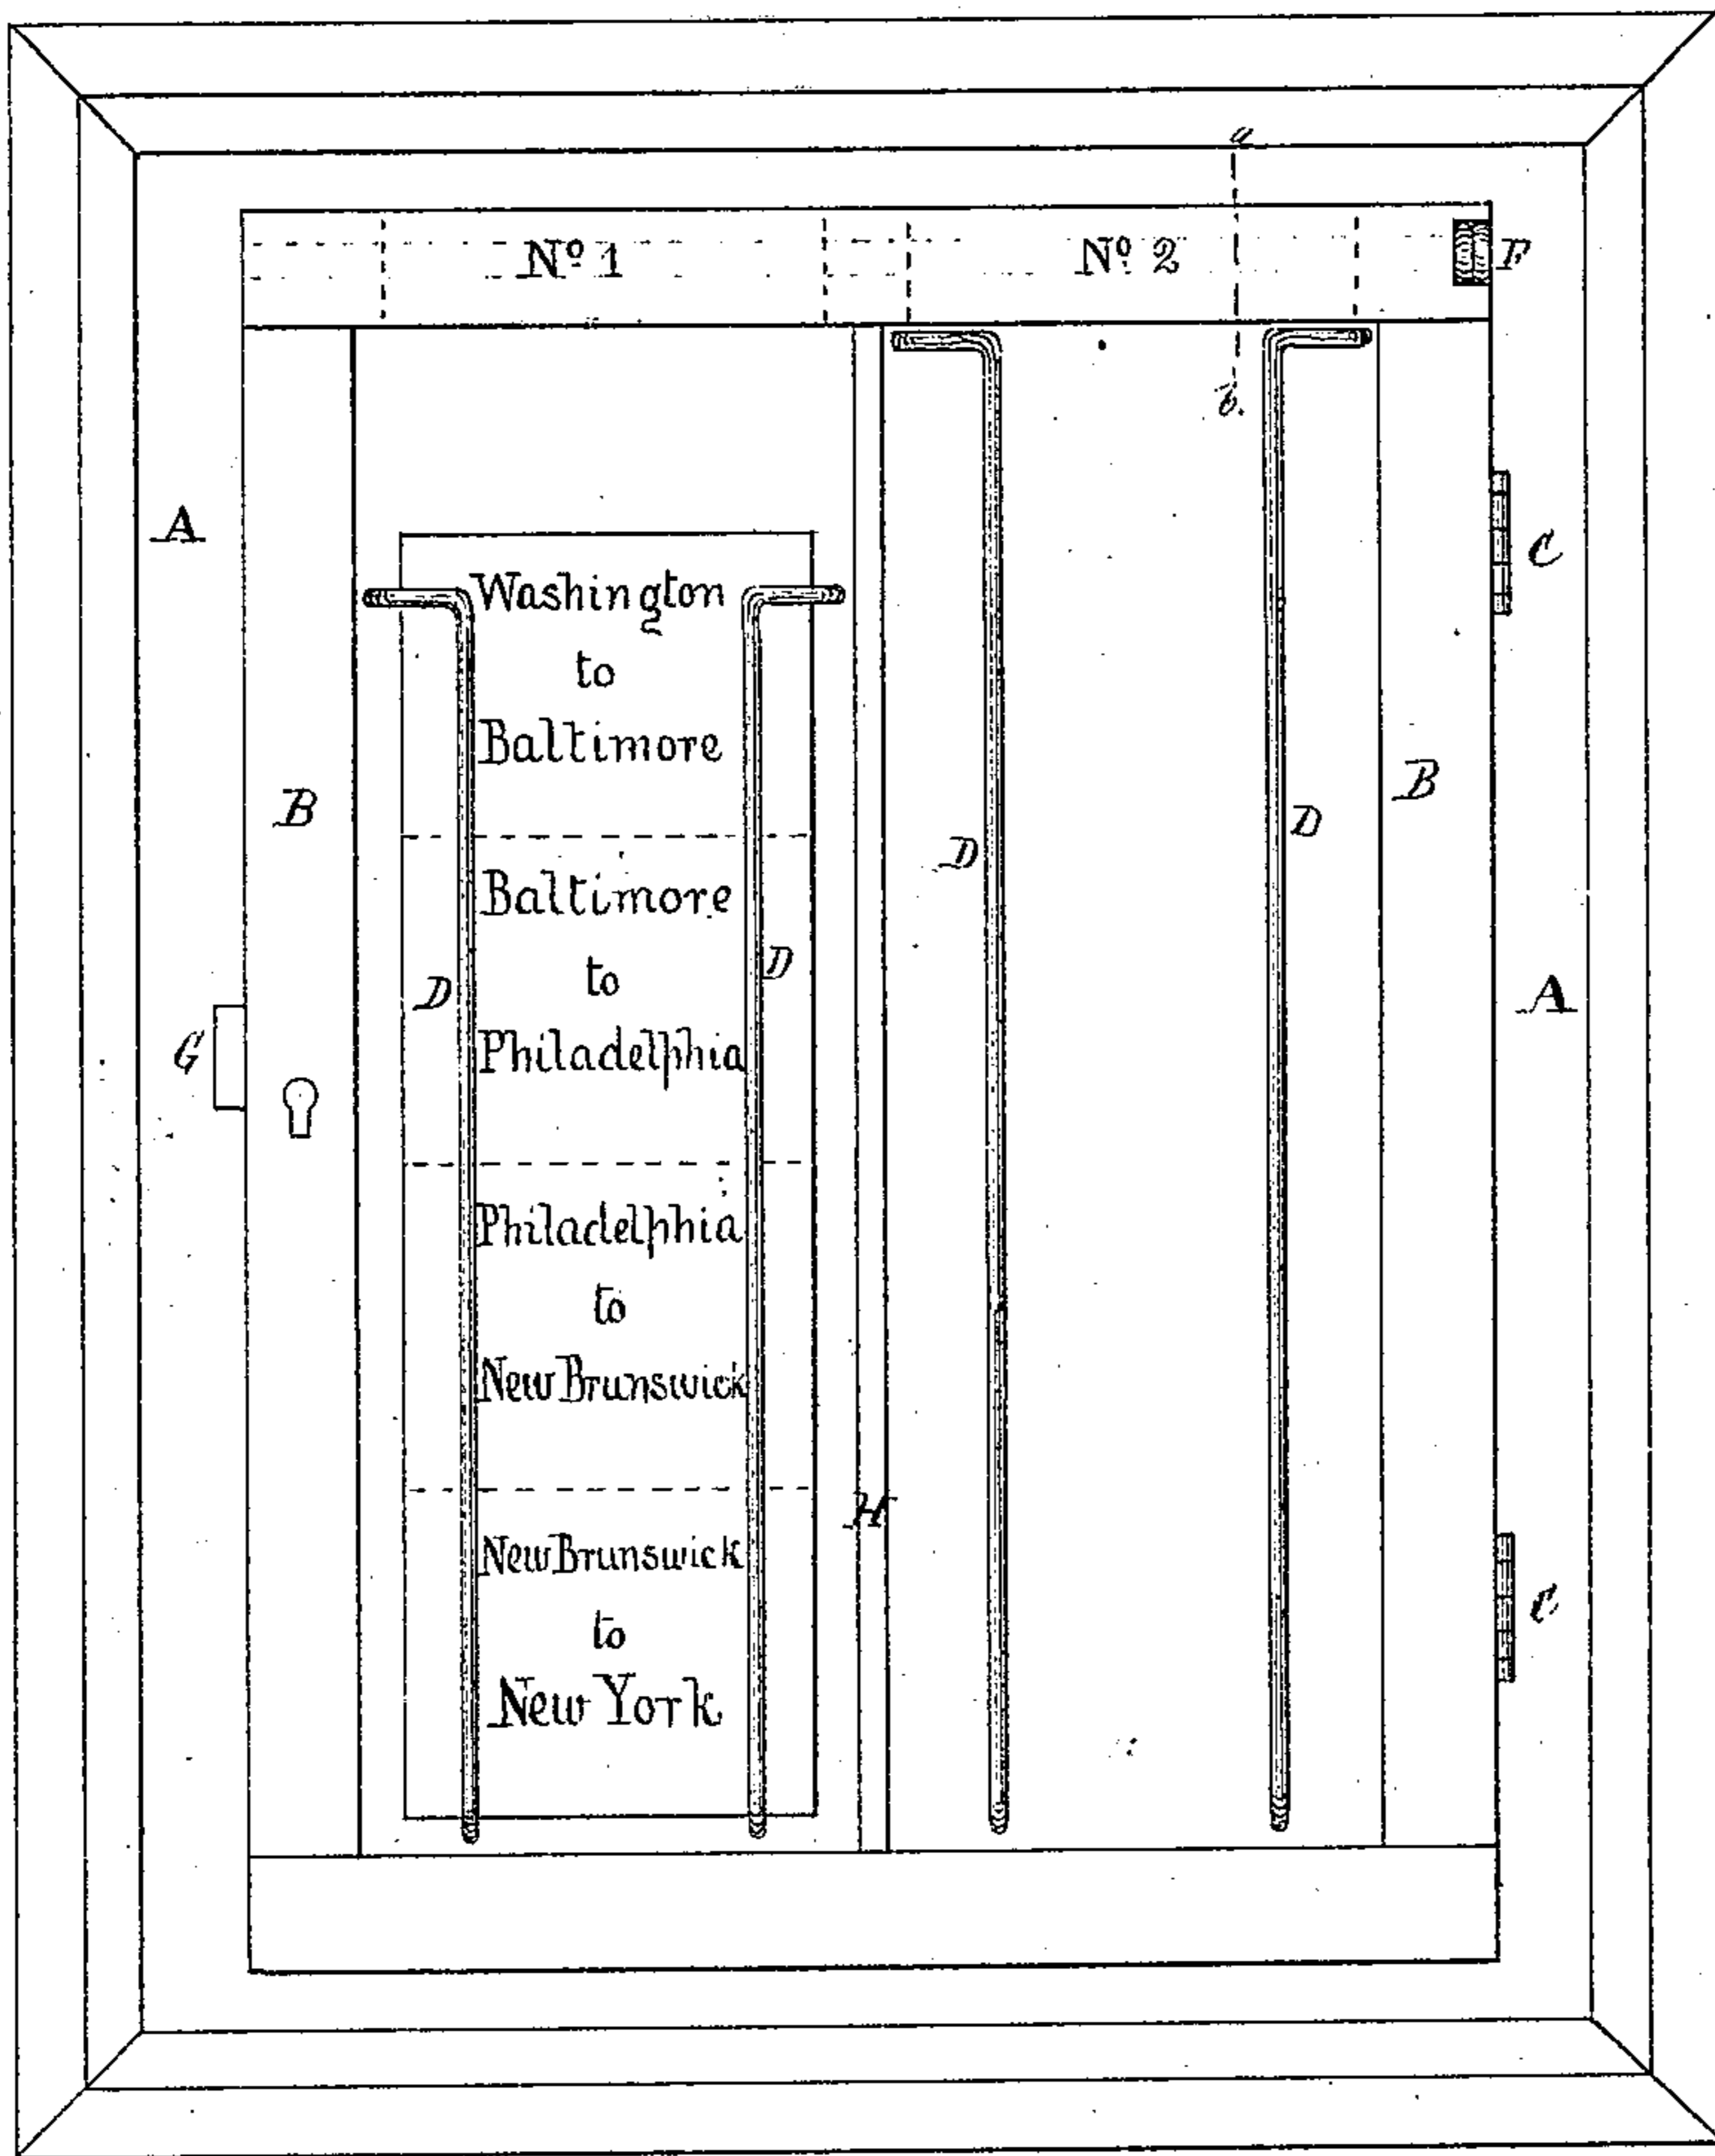 a
Nº 1
Nº 2
F
b.
A
C
Washington
to
Baltimore
B
B
D
D
Baltimore
to
Philadelphia
D
D
A
G
Philadelphia
to
New Brunswick
H
New Brunswick
to
New York
C